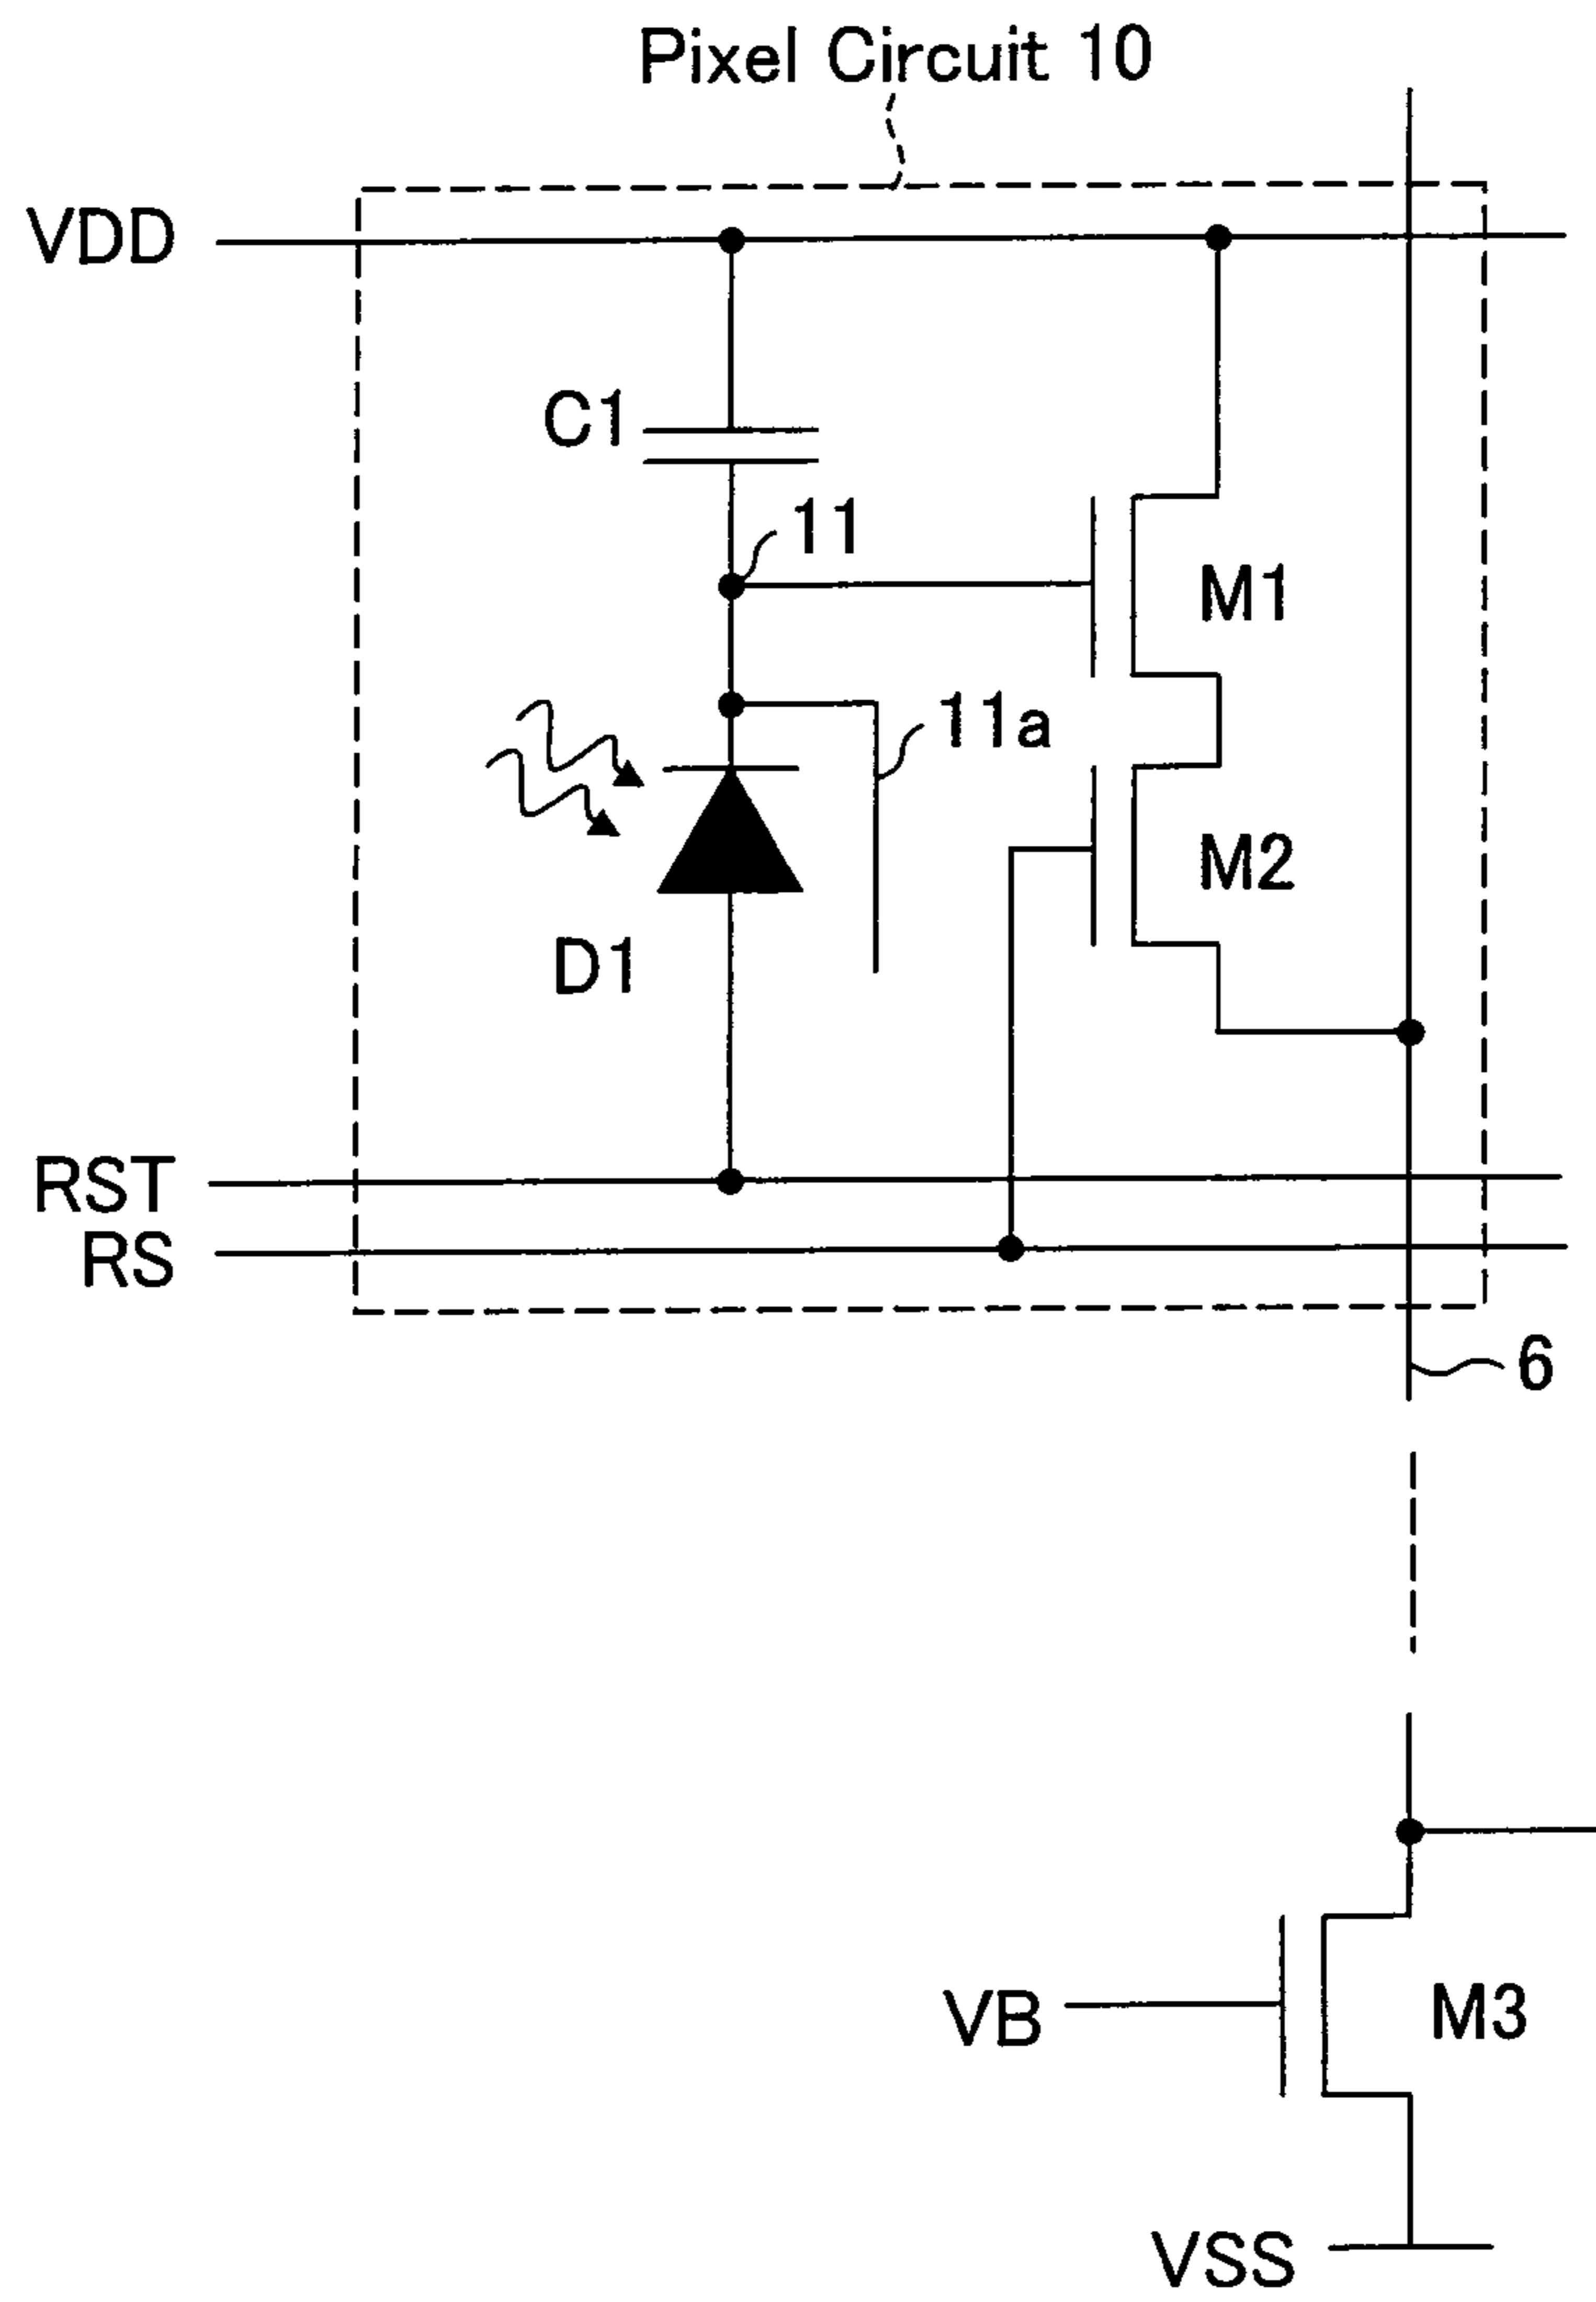 Pixel Circuit 10
VDD
C1
11
M1
11a
M2
D1
RST
RS
6
VB
M3
VSS